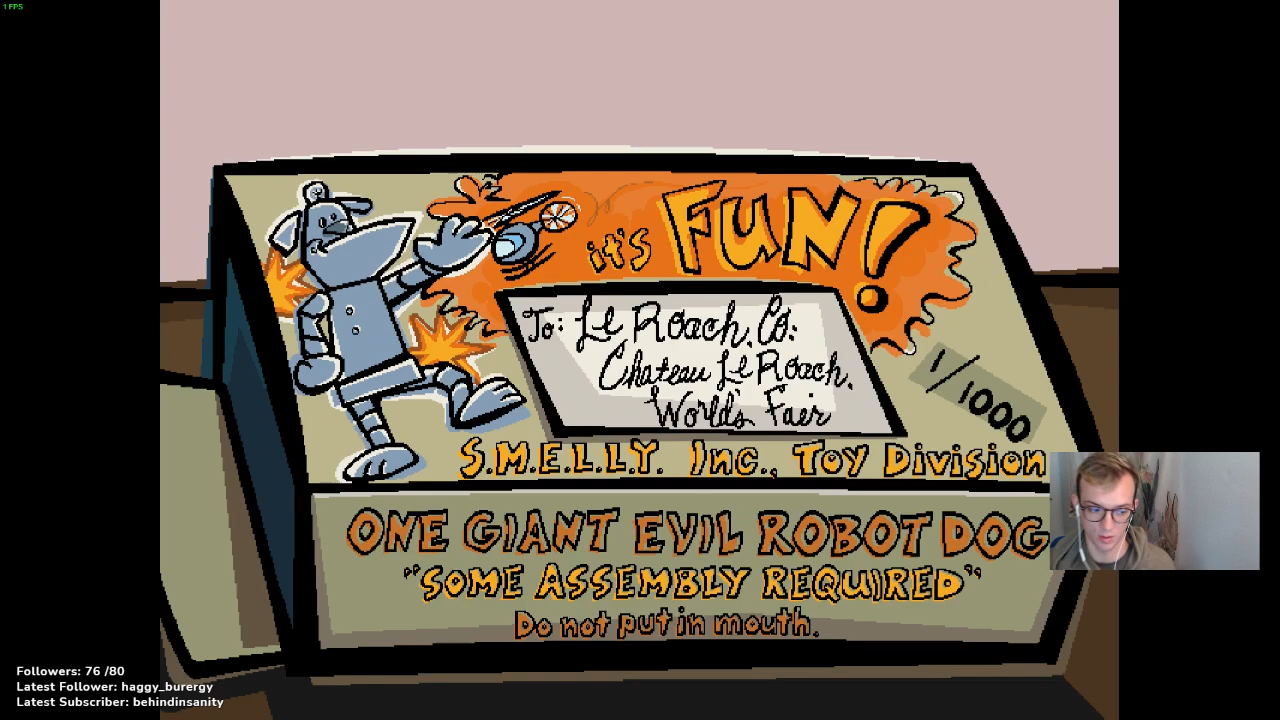 1 FPS
it's FUN!
To: Le Roach. Co:
Chateau Le Roach.
World's Fair
1/1000
S.M.E.L.L.Y. Inc., Toy Division
ONE GIANT EVIL ROBOT DOG
"SOME ASSEMBLY REQUIRED"
Do not put in mouth.
Followers: 76 /80
Latest Follower: haggy_burergy
Latest Subscriber: behindinsanity